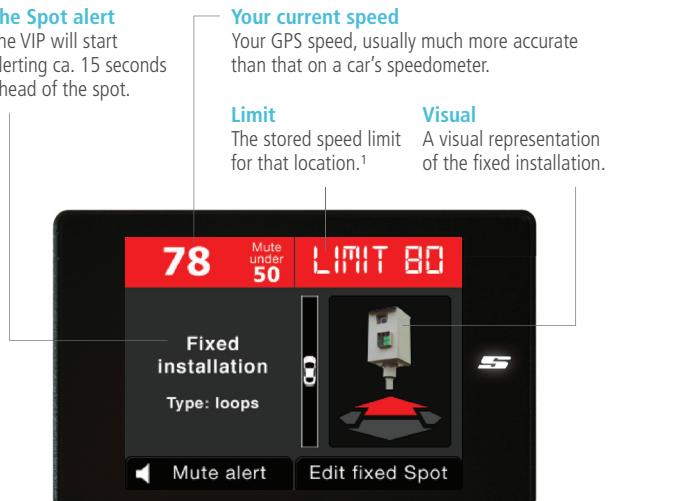 he Spot alert
he VIP will start
lerting ca. 15 seconds
head of the spot.
Your current speed
Your GPS speed, usually much more accurate
than that on a car’s speedometer.
Limit
The stored speed limit
for that location.¹
Visual
A visual representation
of the fixed installation.
78
Mute
under
50
LIMIT 80
Fixed
installation
Type: loops
Mute alert
Edit fixed Spot